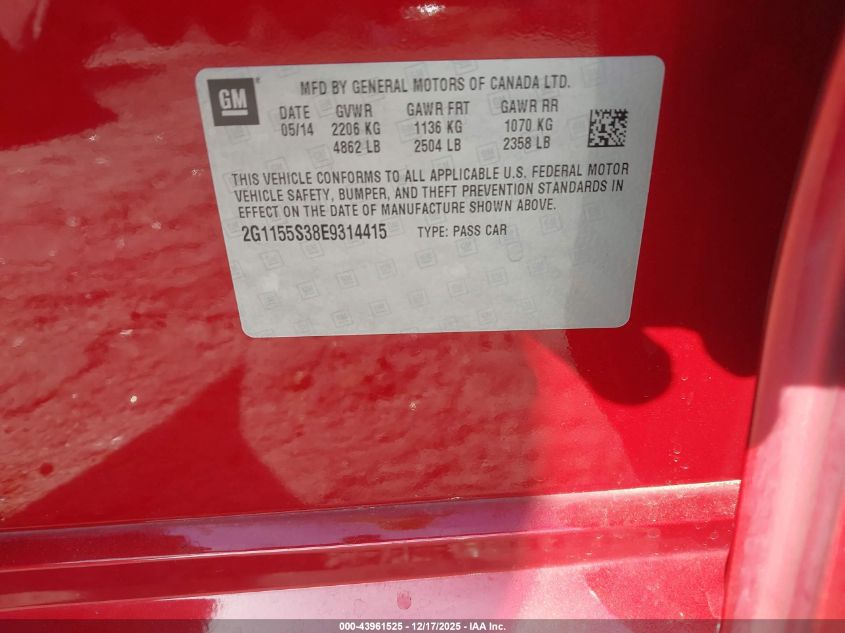 GM
MFD BY GENERAL MOTORS OF CANADA LTD.
DATE GVWR GAWR FRT GAWR RR
05/14 2206 KG 1136 KG 1070 KG
4862 LB 2504 LB 2358 LB
THIS VEHICLE CONFORMS TO ALL APPLICABLE U.S. FEDERAL MOTOR
VEHICLE SAFETY, BUMPER, AND THEFT PREVENTION STANDARDS IN
EFFECT ON THE DATE OF MANUFACTURE SHOWN ABOVE.
2G1155S38E9314415 TYPE: PASS CAR
000-43961525 - 12/17/2025 - IAA Inc.